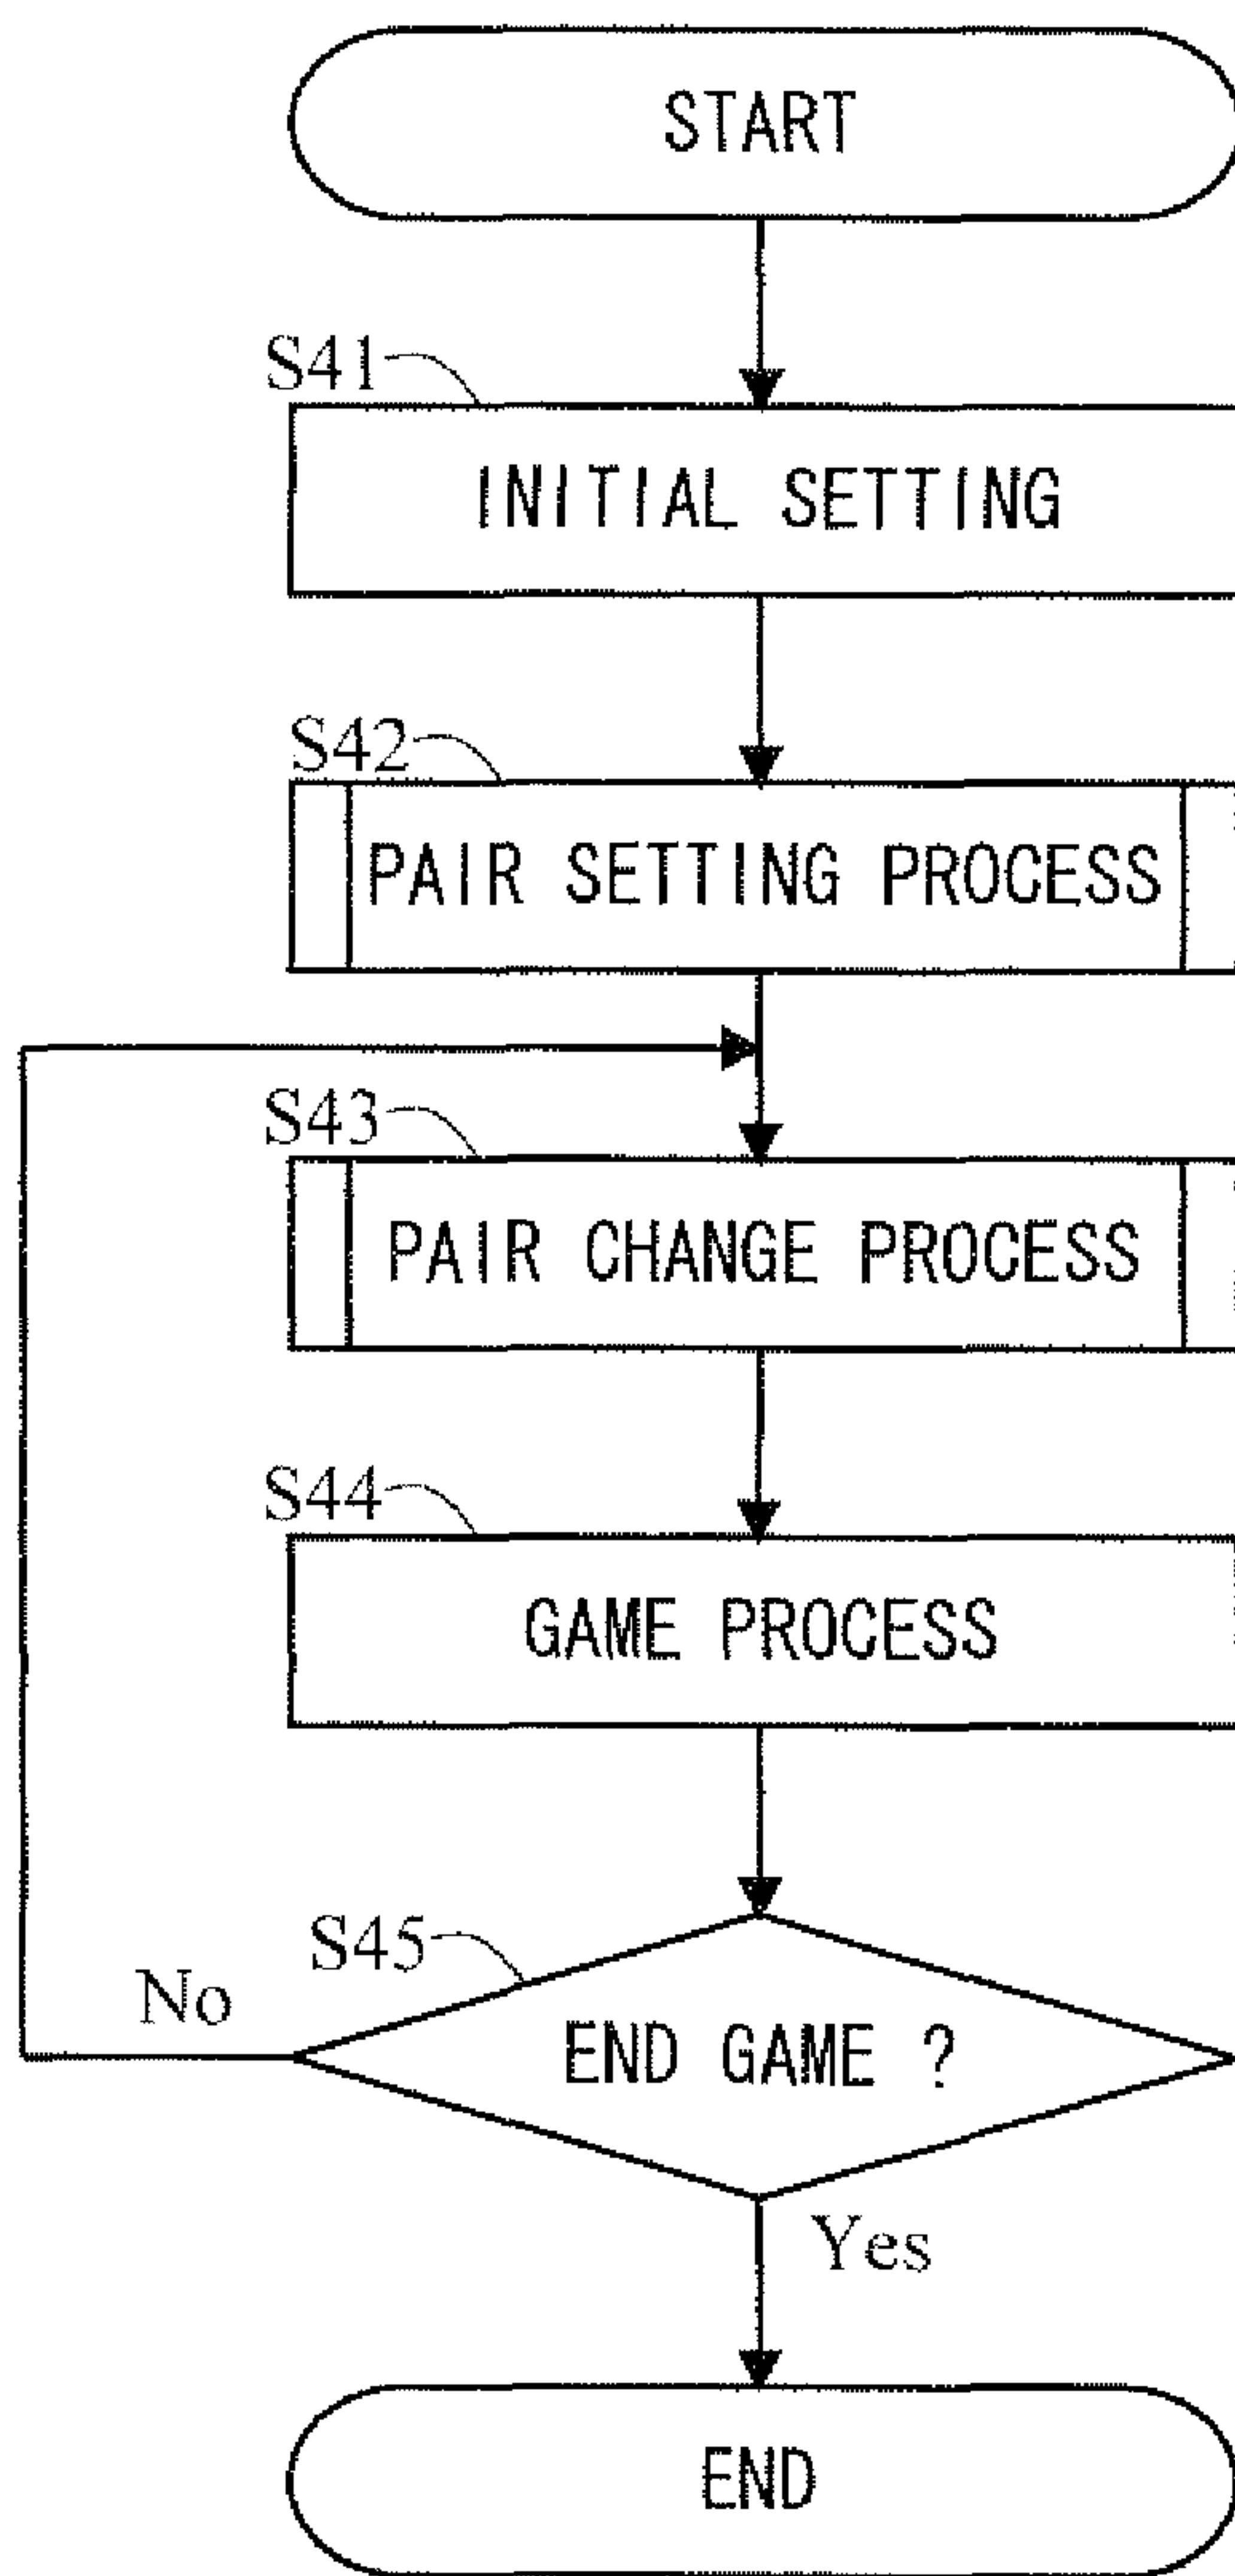 START
S41
INITIAL SETTING
S42
PAIR SETTING PROCESS
S43
PAIR CHANGE PROCESS
S44
GAME PROCESS
S45
No
END GAME ?
Yes
END